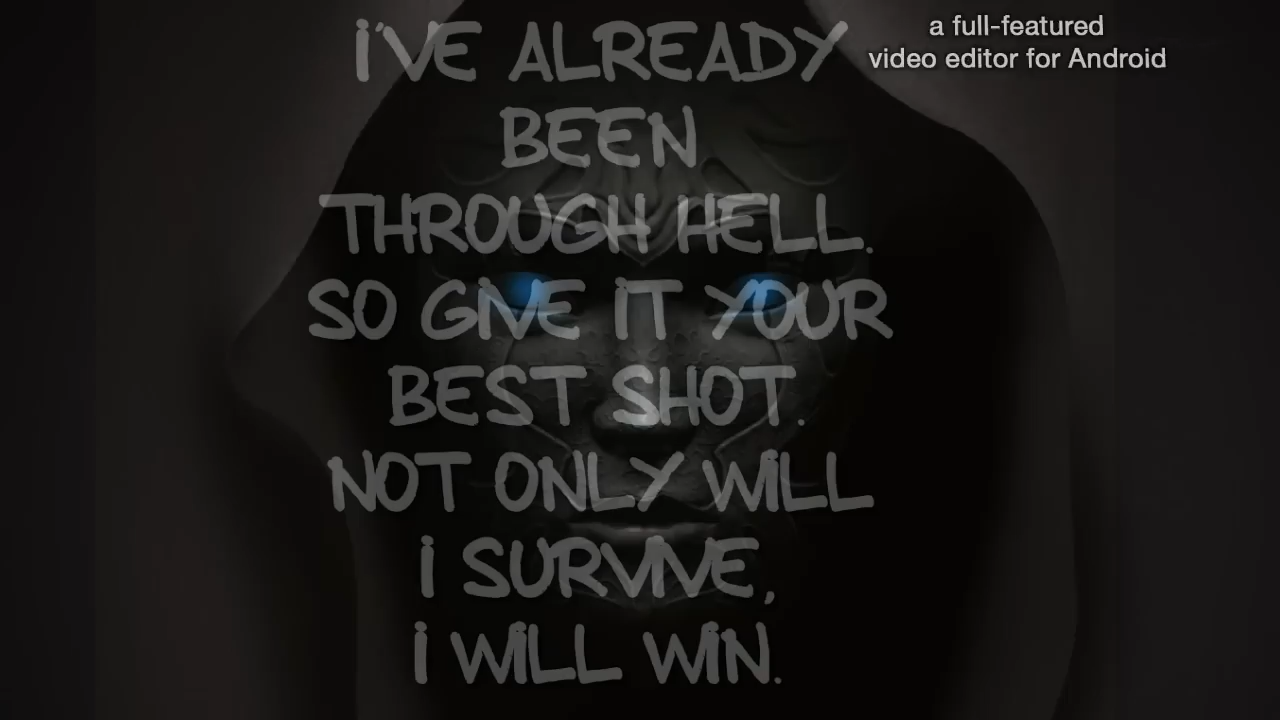 I'VE ALREADY
BEEN
THROUGH HELL.
SO GIVE IT YOUR
BEST SHOT.
NOT ONLY WILL
I SURVIVE,
I WILL WIN.
a full-featured
video editor for Android